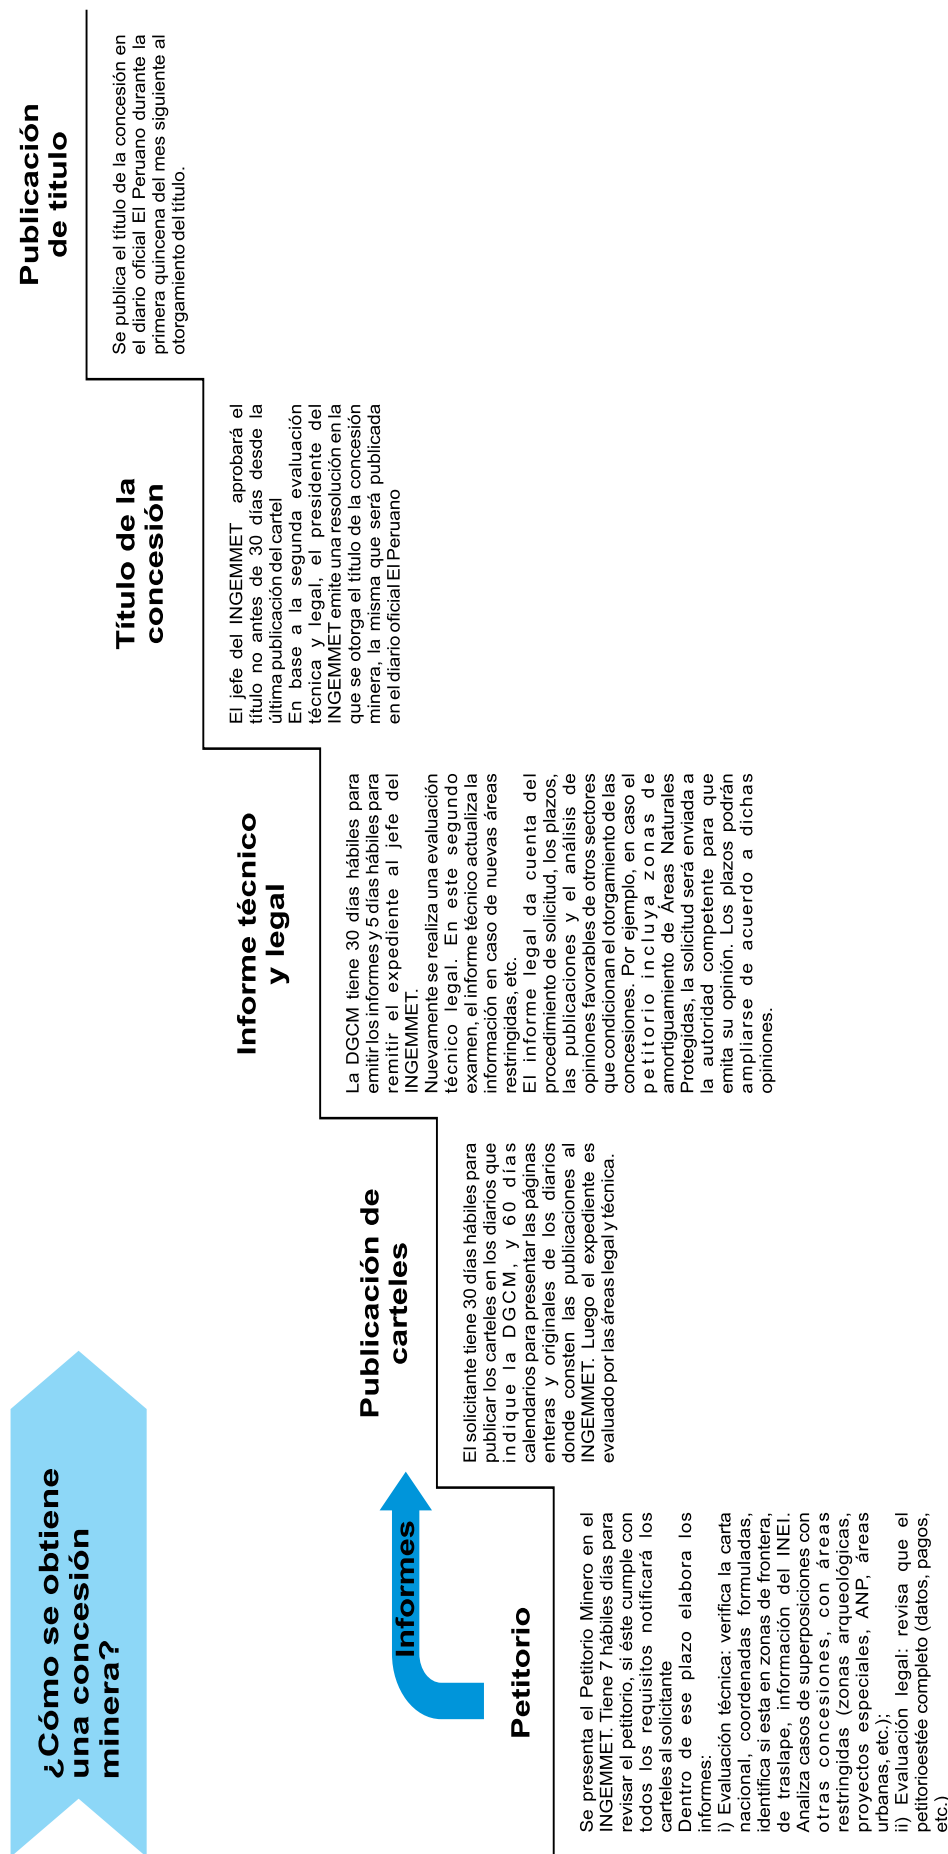 ¿Cómo se obtiene
una concesión
minera?
Informes
Petitorio
Se presenta el Petitorio Minero en el
INGEMMET. Tiene 7 hábiles días para
revisar el petitorio, si éste cumple con
todos los requisitos notificará los
carteles al solicitante
Dentro de ese plazo elabora los
informes:
i) Evaluación técnica: verifica la carta
nacional, coordenadas formuladas,
identifica si esta en zonas de frontera,
de traslape, información del INEI.
Analiza casos de superposiciones con
otras concesiones, con áreas
restringidas (zonas arqueológicas,
proyectos especiales, ANP, áreas
urbanas, etc.);
ii) Evaluación legal: revisa que el
petitorioestée completo (datos, pagos,
etc.)
Publicación de
carteles
El solicitante tiene 30 días hábiles para
publicar los carteles en los diarios que
indique la DGCM, y 60 días
calendarios para presentar las páginas
enteras y originales de los diarios
donde consten las publicaciones al
INGEMMET. Luego el expediente es
evaluado por las áreas legal y técnica.
Informe técnico
y legal
La DGCM tiene 30 días hábiles para
emitir los informes y 5 días hábiles para
remitir el expediente al jefe del
INGEMMET.
Nuevamente se realiza una evaluación
técnico legal. En este segundo
examen, el informe técnico actualiza la
información en caso de nuevas áreas
restringidas, etc.
El informe legal da cuenta del
procedimiento de solicitud, los plazos,
las publicaciones y el análisis de
opiniones favorables de otros sectores
que condicionan el otorgamiento de las
concesiones. Por ejemplo, en caso el
petitorio incluya zonas de
amortiguamiento de Áreas Naturales
Protegidas, la solicitud será enviada a
la autoridad competente para que
emita su opinión. Los plazos podrán
ampliarse de acuerdo a dichas
opiniones.
Título de la
concesión
El jefe del INGEMMET aprobará el
título no antes de 30 días desde la
última publicación del cartel
En base a la segunda evaluación
técnica y legal, el presidente del
INGEMMET emite una resolución en la
que se otorga el título de la concesión
minera, la misma que será publicada
en el diario oficial El Peruano
Publicación
de titulo
Se publica el título de la concesión en
el diario oficial El Peruano durante la
primera quincena del mes siguiente al
otorgamiento del título.